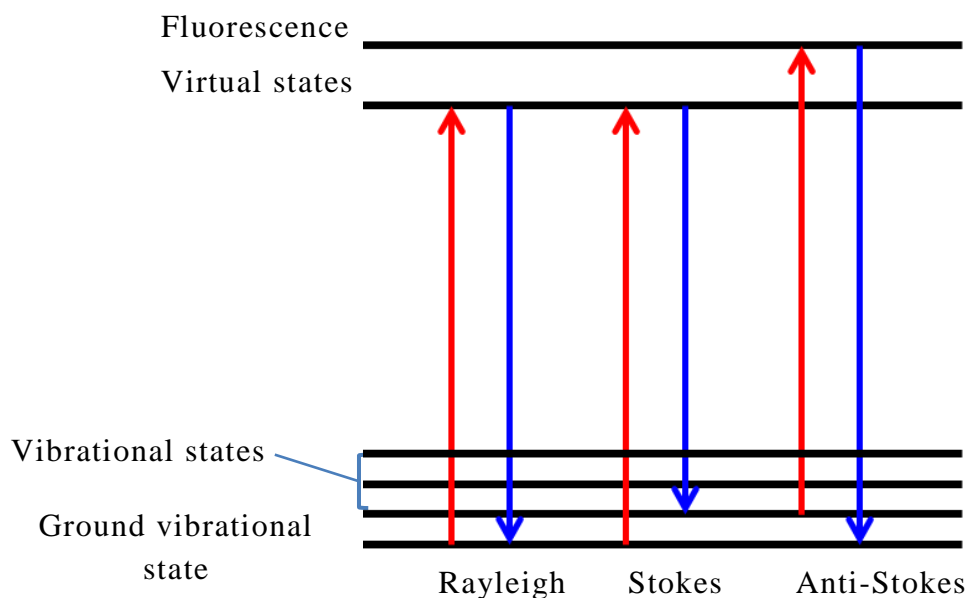 Fluorescence
Virtual states
Vibrational states
Ground vibrational
state
Rayleigh
Stokes
Anti-Stokes